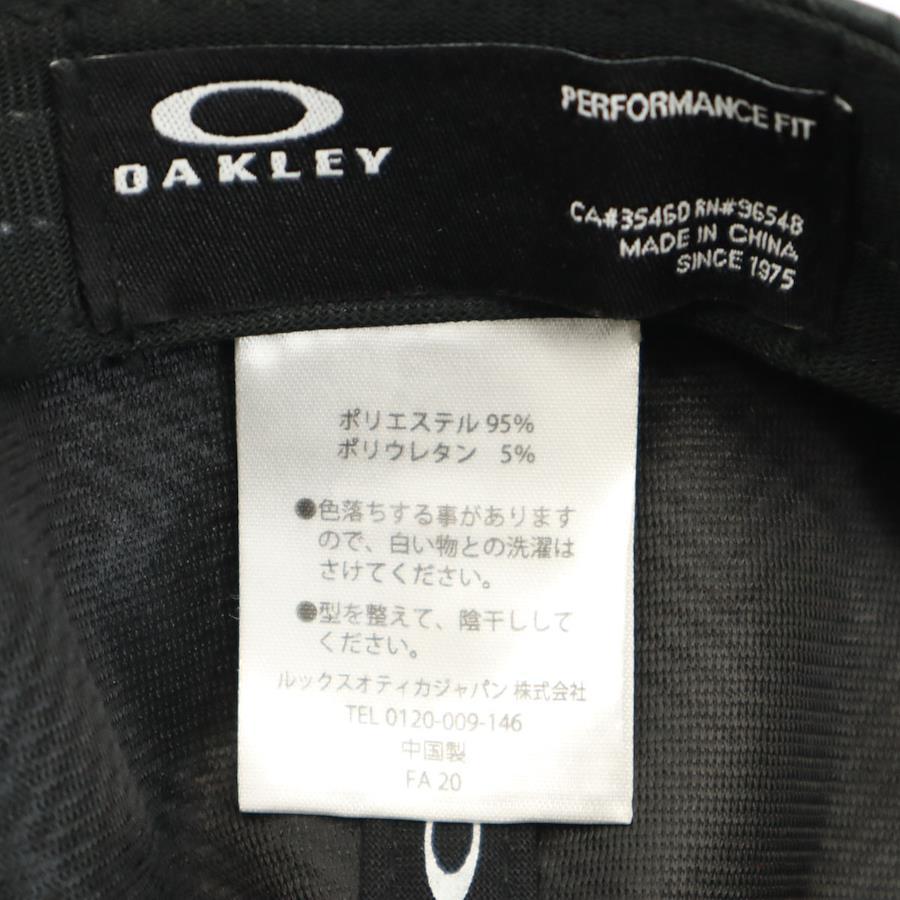 OAKLEY
PERFORMANCE FIT
CA#35460 RN#96548
MADE IN CHINA
SINCE 1975
ポリエステル 95%
ポリウレタン 5%
●色落ちする事があります
ので、白い物との洗濯は
さけてください。
●型を整えて、陰干しして
ください。
ルックスオティカジャパン 株式会社
TEL 0120-009-146
中国製
FA 20